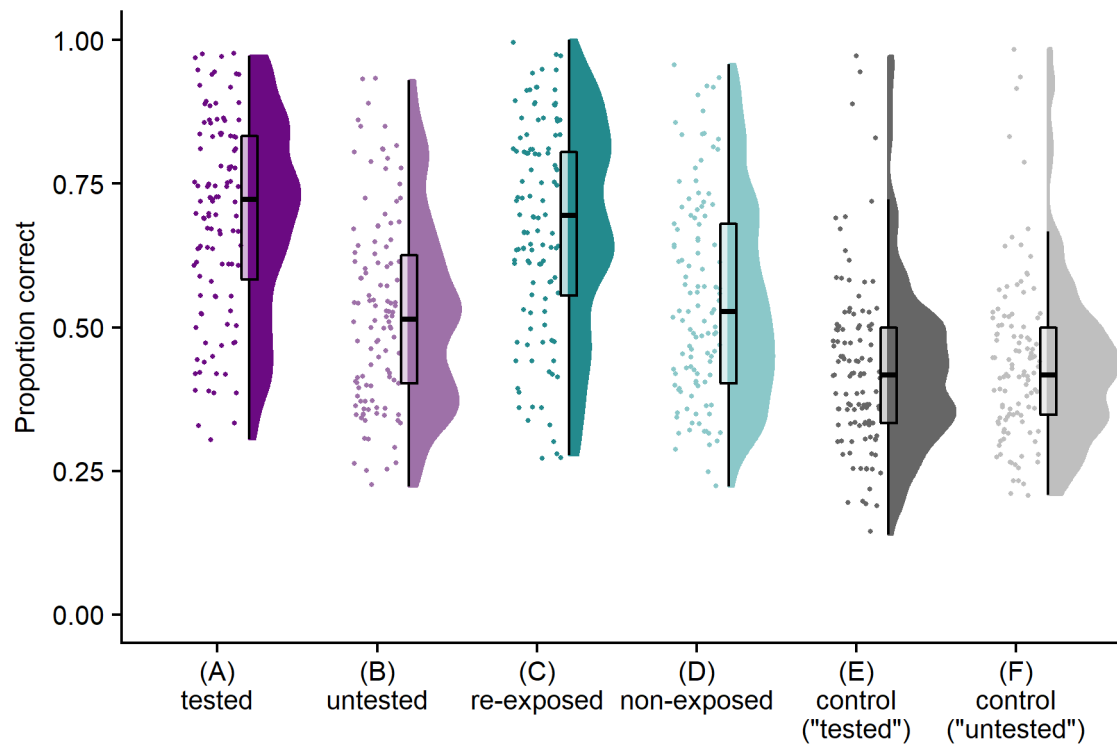 Proportion correct
1.00
0.75
0.50
0.25
0.00
(A)
tested
(B)
untested
(C)
re-exposed
(D)
non-exposed
(E)
control
("tested")
(F)
control
("untested")